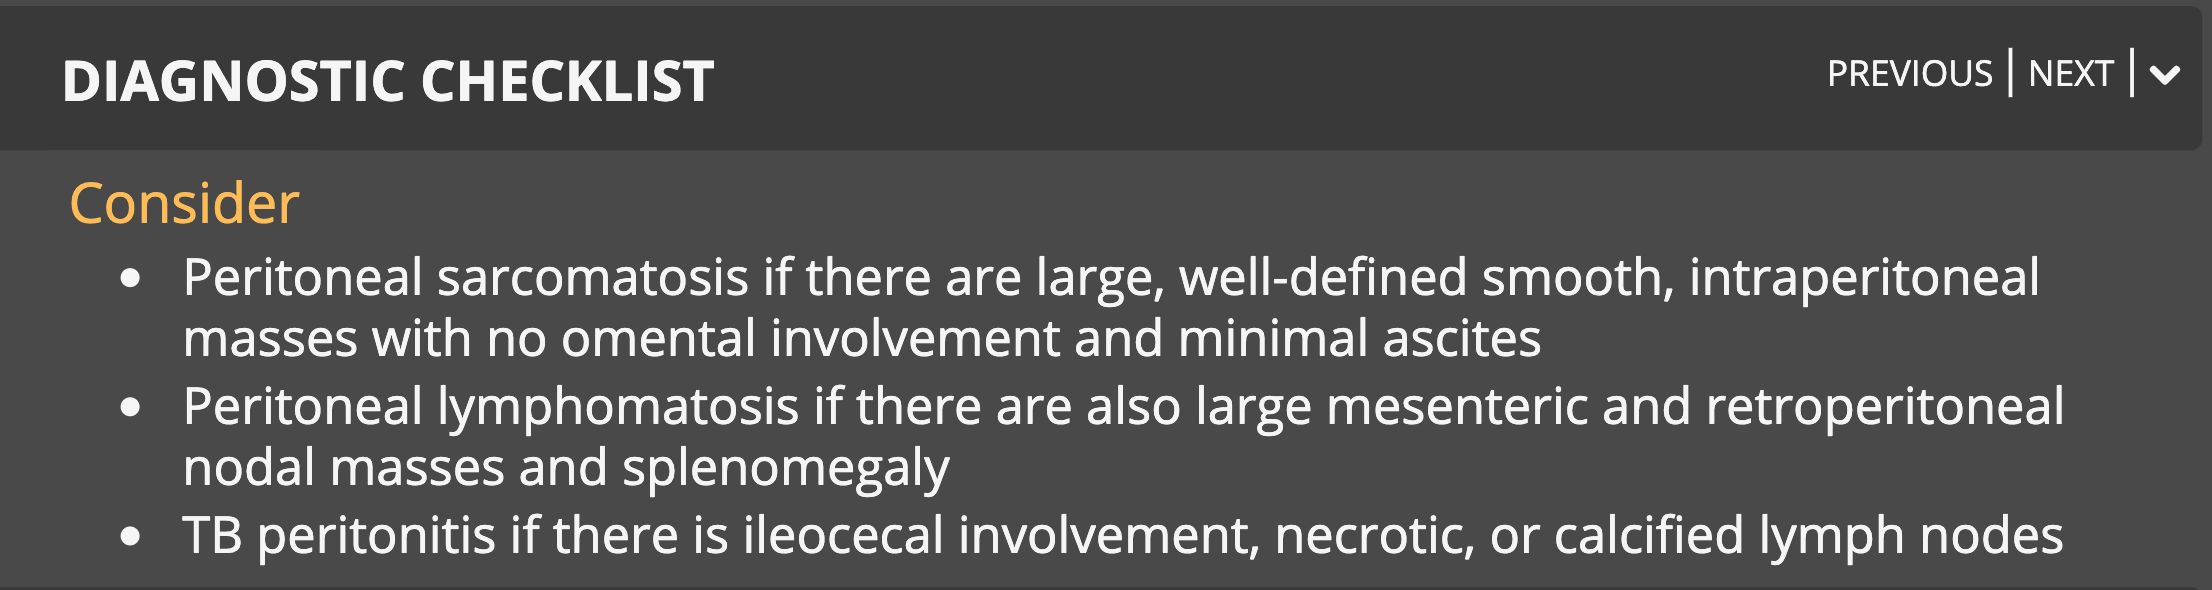 DIAGNOSTIC CHECKLIST
PREVIOUS | NEXT |
Consider
• Peritoneal sarcomatosis if there are large, well-defined smooth, intraperitoneal
masses with no omental involvement and minimal ascites
• Peritoneal lymphomatosis if there are also large mesenteric and retroperitoneal
nodal masses and splenomegaly
• TB peritonitis if there is ileocecal involvement, necrotic, or calcified lymph nodes